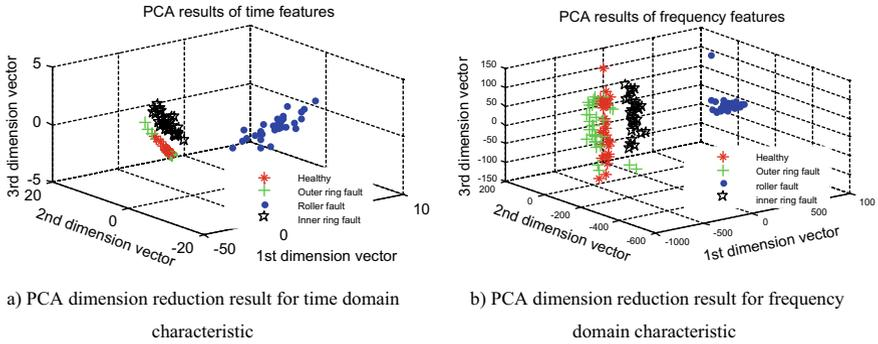 PCA results of time features
5
0
-5
20
0
-20
-50
0
10
3rd dimension vector
2nd dimension vector
1st dimension vector
Healthy
Outer ring fault
Roller fault
Inner ring fault
PCA results of frequency features
150
100
50
0
-50
-100
-150
200
0
-200
-400
-600
-1000
-500
0
500
100
3rd dimension vector
2nd dimension vector
1st dimension vector
Healthy
Outer ring fault
roller fault
inner ring fault
a) PCA dimension reduction result for time domain
characteristic
b) PCA dimension reduction result for frequency
domain characteristic